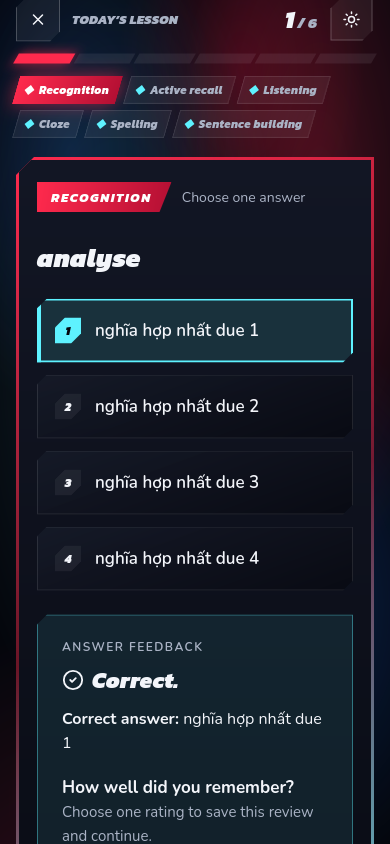 TODAY'S LESSON
1 / 6
Recognition
Active recall
Listening
Cloze
Spelling
Sentence building
RECOGNITION
Choose one answer
analyse
1 nghĩa hợp nhất due 1
2 nghĩa hợp nhất due 2
3 nghĩa hợp nhất due 3
4 nghĩa hợp nhất due 4
ANSWER FEEDBACK
Correct.
Correct answer: nghĩa hợp nhất due
1
How well did you remember?
Choose one rating to save this review
and continue.